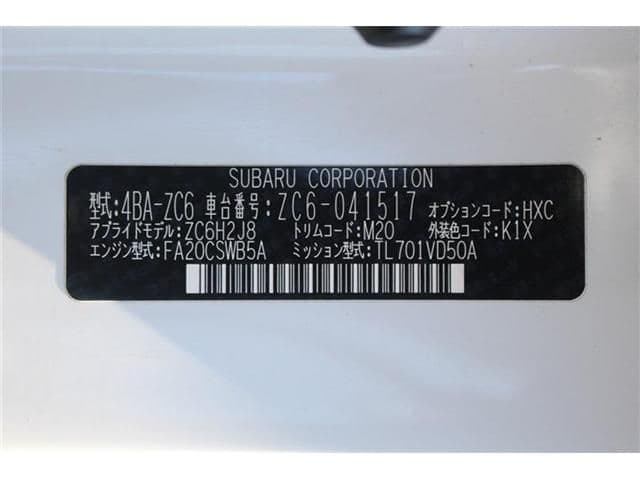 SUBARU CORPORATION
型式:4BA-ZC6 車台番号:ZC6-041517 オプションコード:HXC
アプライドモデル:ZC6H2J8 トリムコード:M20 外装色コード:K1X
エンジン型式:FA20CSWB5A ミッション型式:TL701VD50A